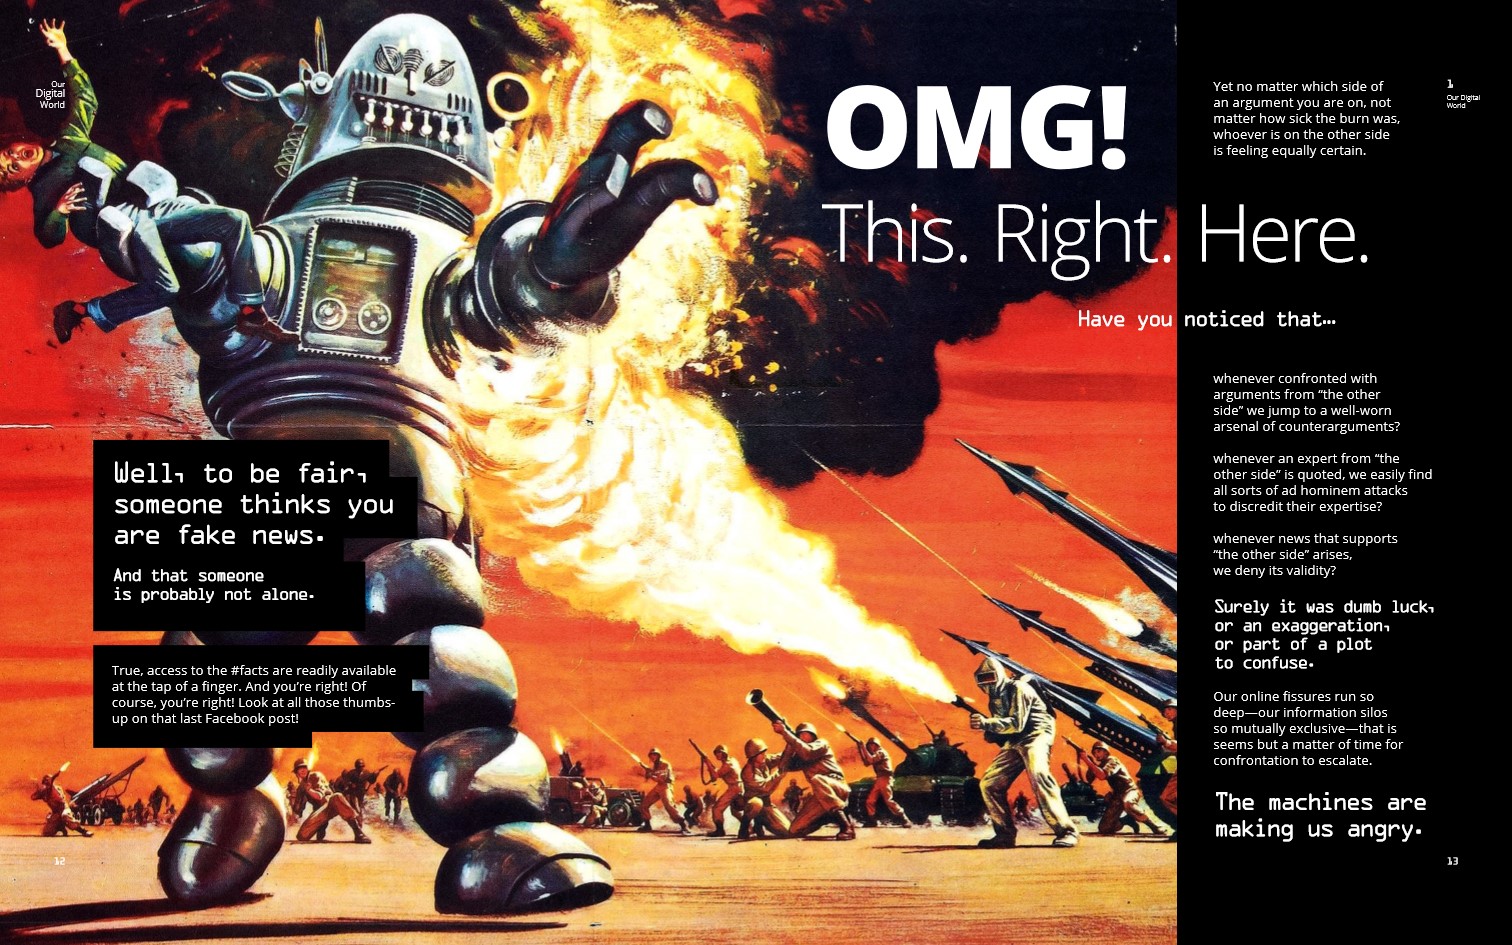 Our
Digital
World
OMG!
This. Right. Here.
Have you noticed that…
Well, to be fair,
someone thinks you
are fake news.
And that someone
is probably not alone.
True, access to the #facts are readily available
at the tap of a finger. And you’re right! Of
course, you’re right! Look at all those thumbs-
up on that last Facebook post!
12
Yet no matter which side of
an argument you are on, not
matter how sick the burn was,
whoever is on the other side
is feeling equally certain.
1
Our Digital
World
whenever confronted with
arguments from “the other
side” we jump to a well-worn
arsenal of counterarguments?
whenever an expert from “the
other side” is quoted, we easily find
all sorts of ad hominem attacks
to discredit their expertise?
whenever news that supports
“the other side” arises,
we deny its validity?
Surely it was dumb luck,
or an exaggeration,
or part of a plot
to confuse.
Our online fissures run so
deep—our information silos
so mutually exclusive—that is
seems but a matter of time for
confrontation to escalate.
The machines are
making us angry.
13